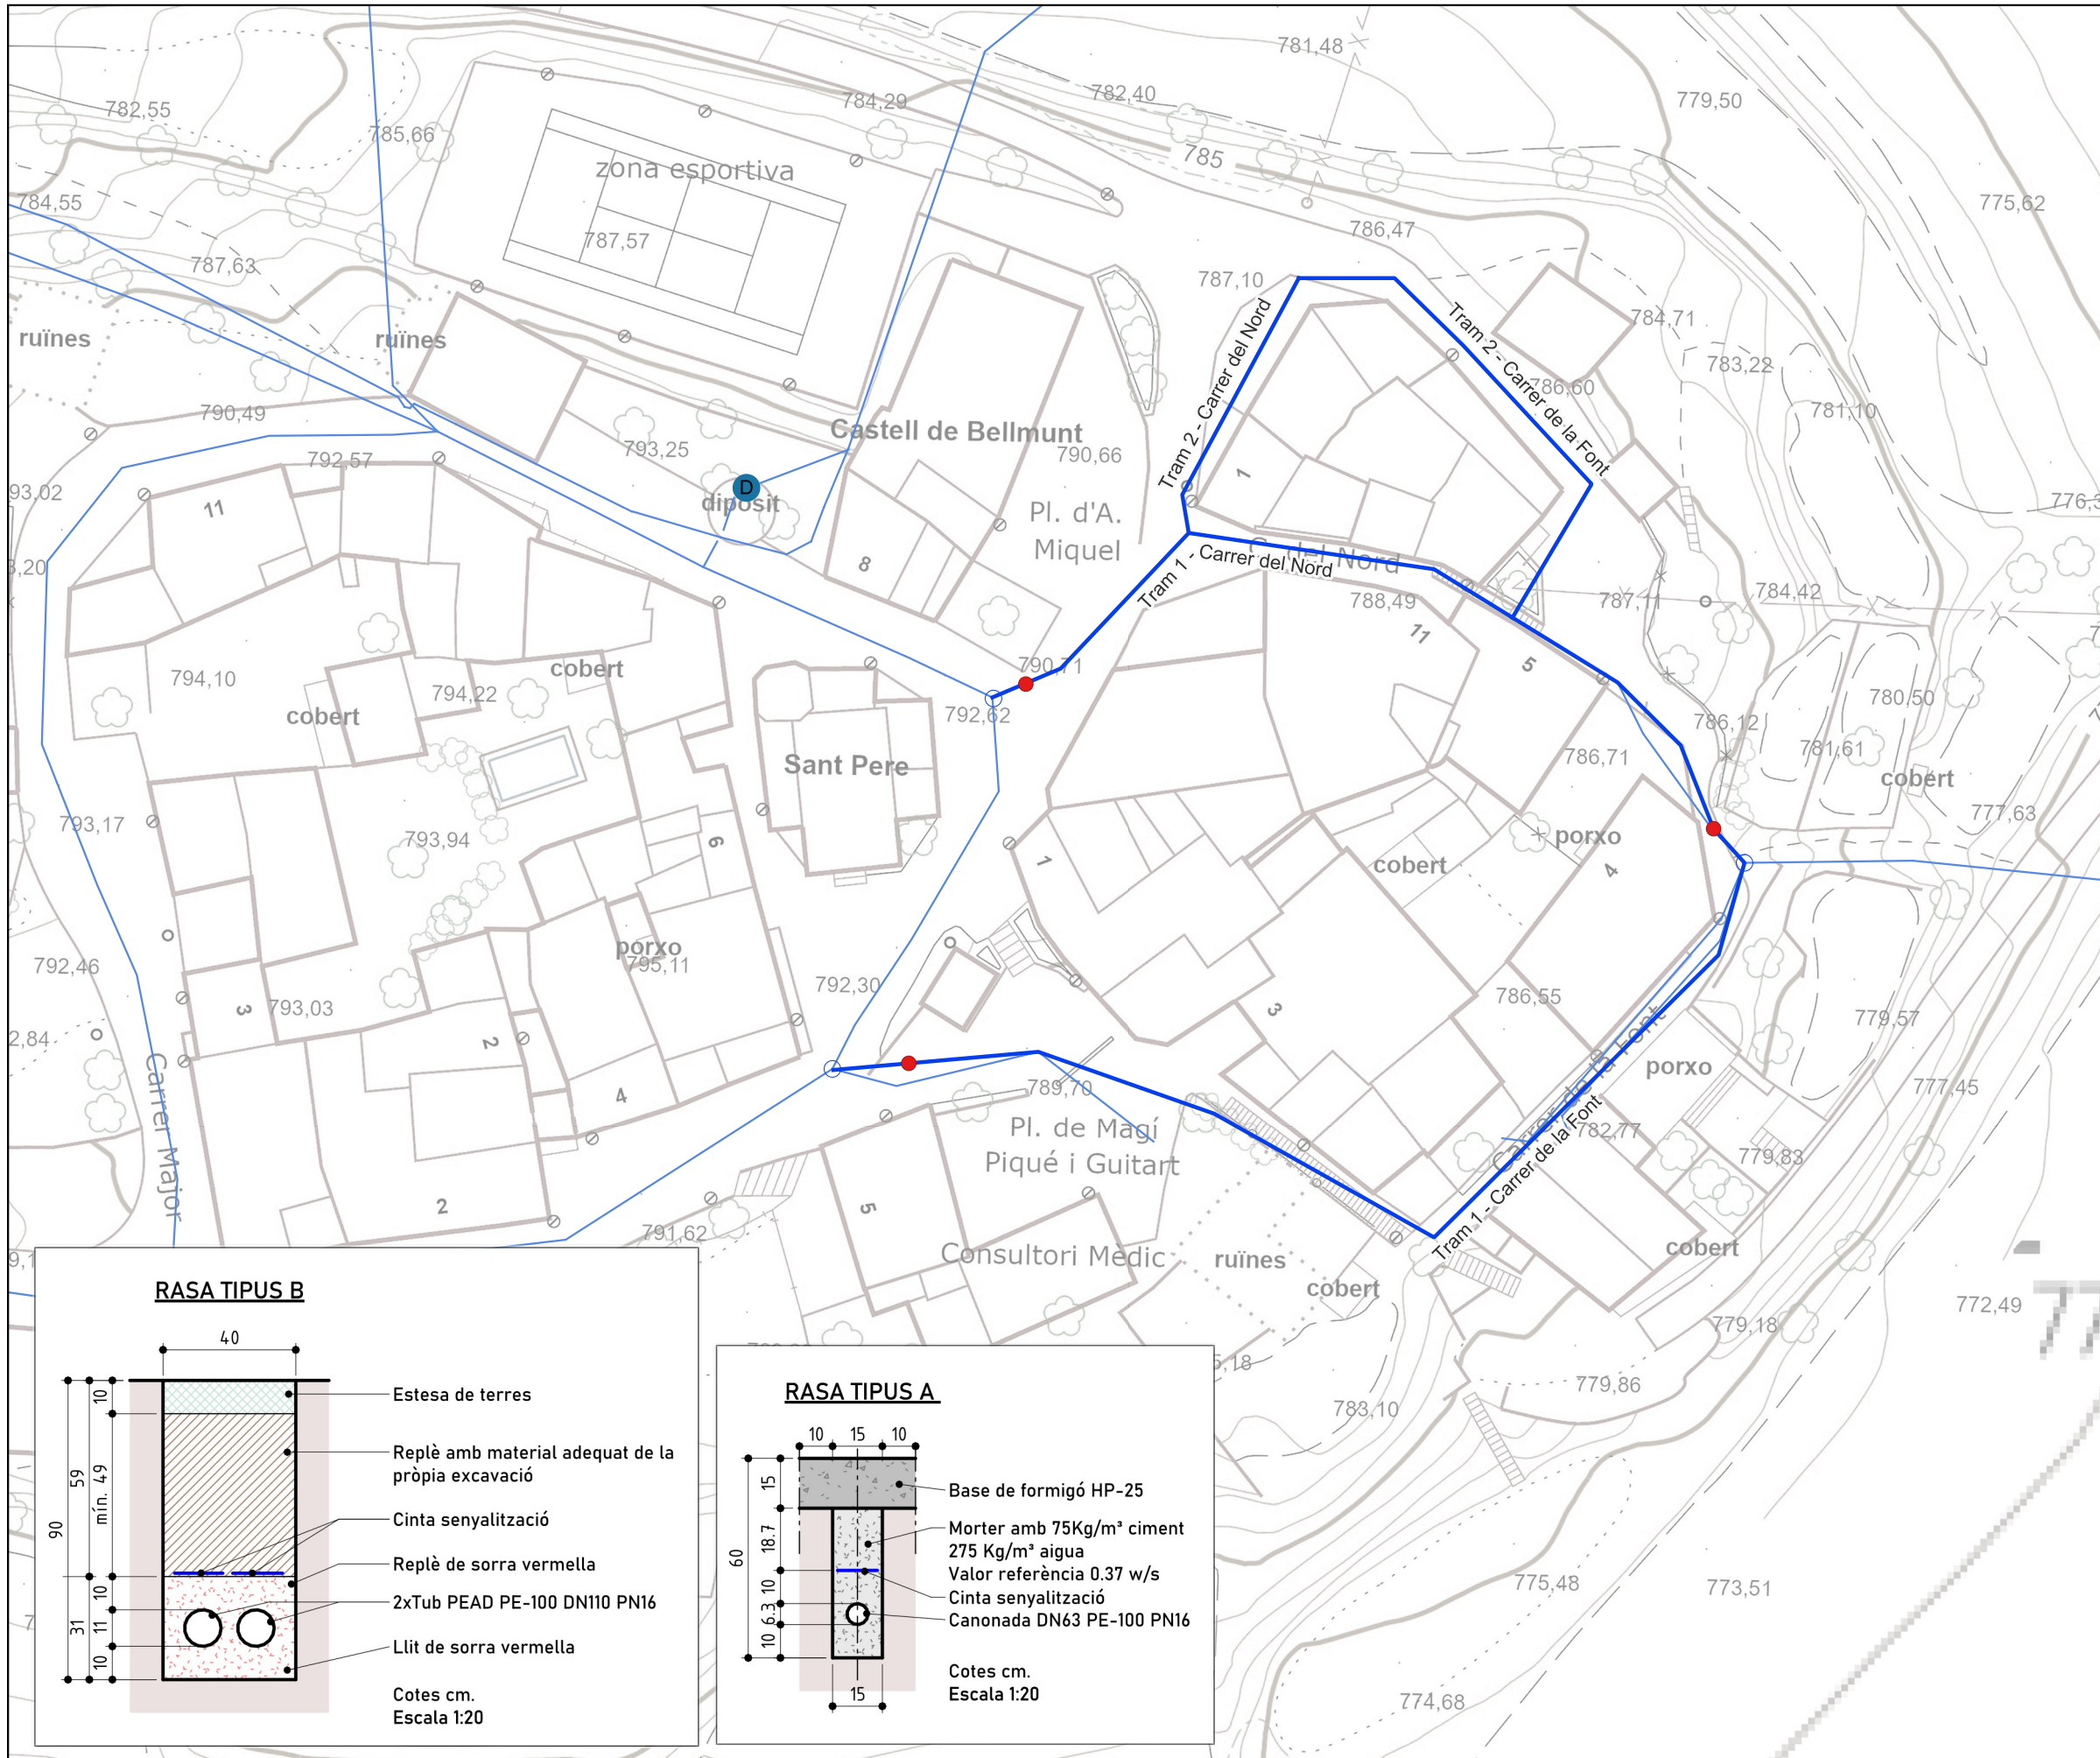 781,48
782,40
779,50
784,29
782,55
785,66
785
zona esportiva
784,55
775,62
786,47
787,57
787,63
787,10
784,71
ruïnes
ruïnes
783,22
786,60
Tram 2 - Carrer del Nord
Tram 2 - Carrer de la Font
790,49
781,10
Castell de Bellmunt
793,25
790,66
792,57
1
D
dipòsit
93,02
11
776,3
Pl. d'A.
Miquel
8
Tram 1 - Carrer del Nord
C. del Nord
788,49
787,11
784,42
11
5
790,71
cobert
794,10
794,22
cobert
792,62
780,50
786,12
781,61
786,71
Sant Pere
cobert
777,63
793,17
793,94
6
1
porxo
cobert
4
porxo
795,11
792,46
792,30
786,55
3
793,03
3
779,57
2,84
2
Carrer de la Font
porxo
777,45
4
789,70
Pl. de Magí
Piqué i Guitart
782,77
779,83
Carrer Major
Tram 1 - Carrer de la Font
2
5
791,62
Consultori Mèdic
ruïnes
cobert
cobert
772,49
779,18
77
5,18
779,86
783,10
775,48
773,51
774,68
RASA TIPUS B
40
10
59
mín. 49
90
10
31
11
10
Estesa de terres
Replè amb material adequat de la
pròpia excavació
Cinta senyalització
Replè de sorra vermella
2xTub PEAD PE-100 DN110 PN16
Llit de sorra vermella
Cotes cm.
Escala 1:20
RASA TIPUS A
10 15 10
15
18.7
60
10
6.3
10
15
Base de formigó HP-25
Morter amb 75Kg/m³ ciment
275 Kg/m³ aigua
Valor referència 0.37 w/s
Cinta senyalització
Canonada DN63 PE-100 PN16
Cotes cm.
Escala 1:20